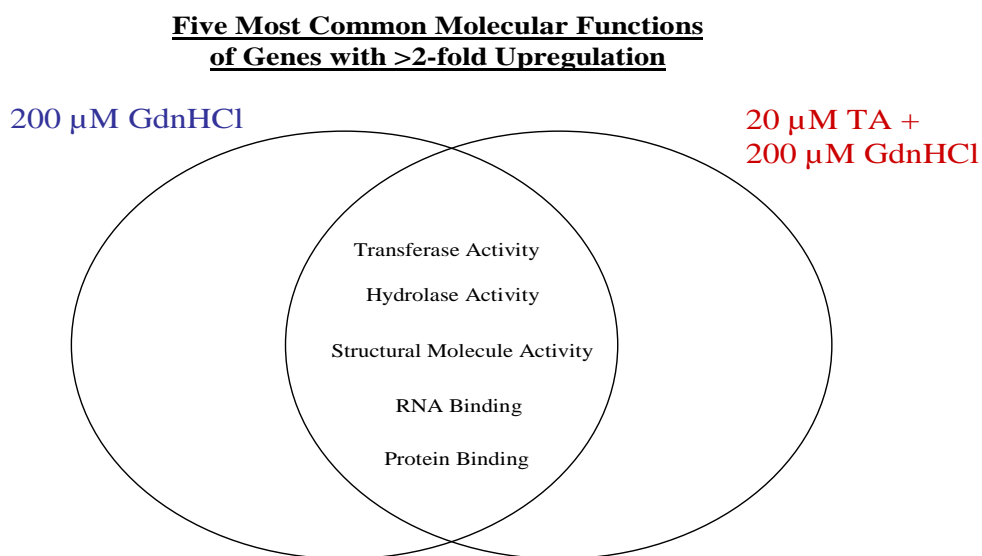 Five Most Common Molecular Functions
of Genes with >2-fold Upregulation
200 µM GdnHCl
20 µM TA +
200 µM GdnHCl
Transferase Activity
Hydrolase Activity
Structural Molecule Activity
RNA Binding
Protein Binding